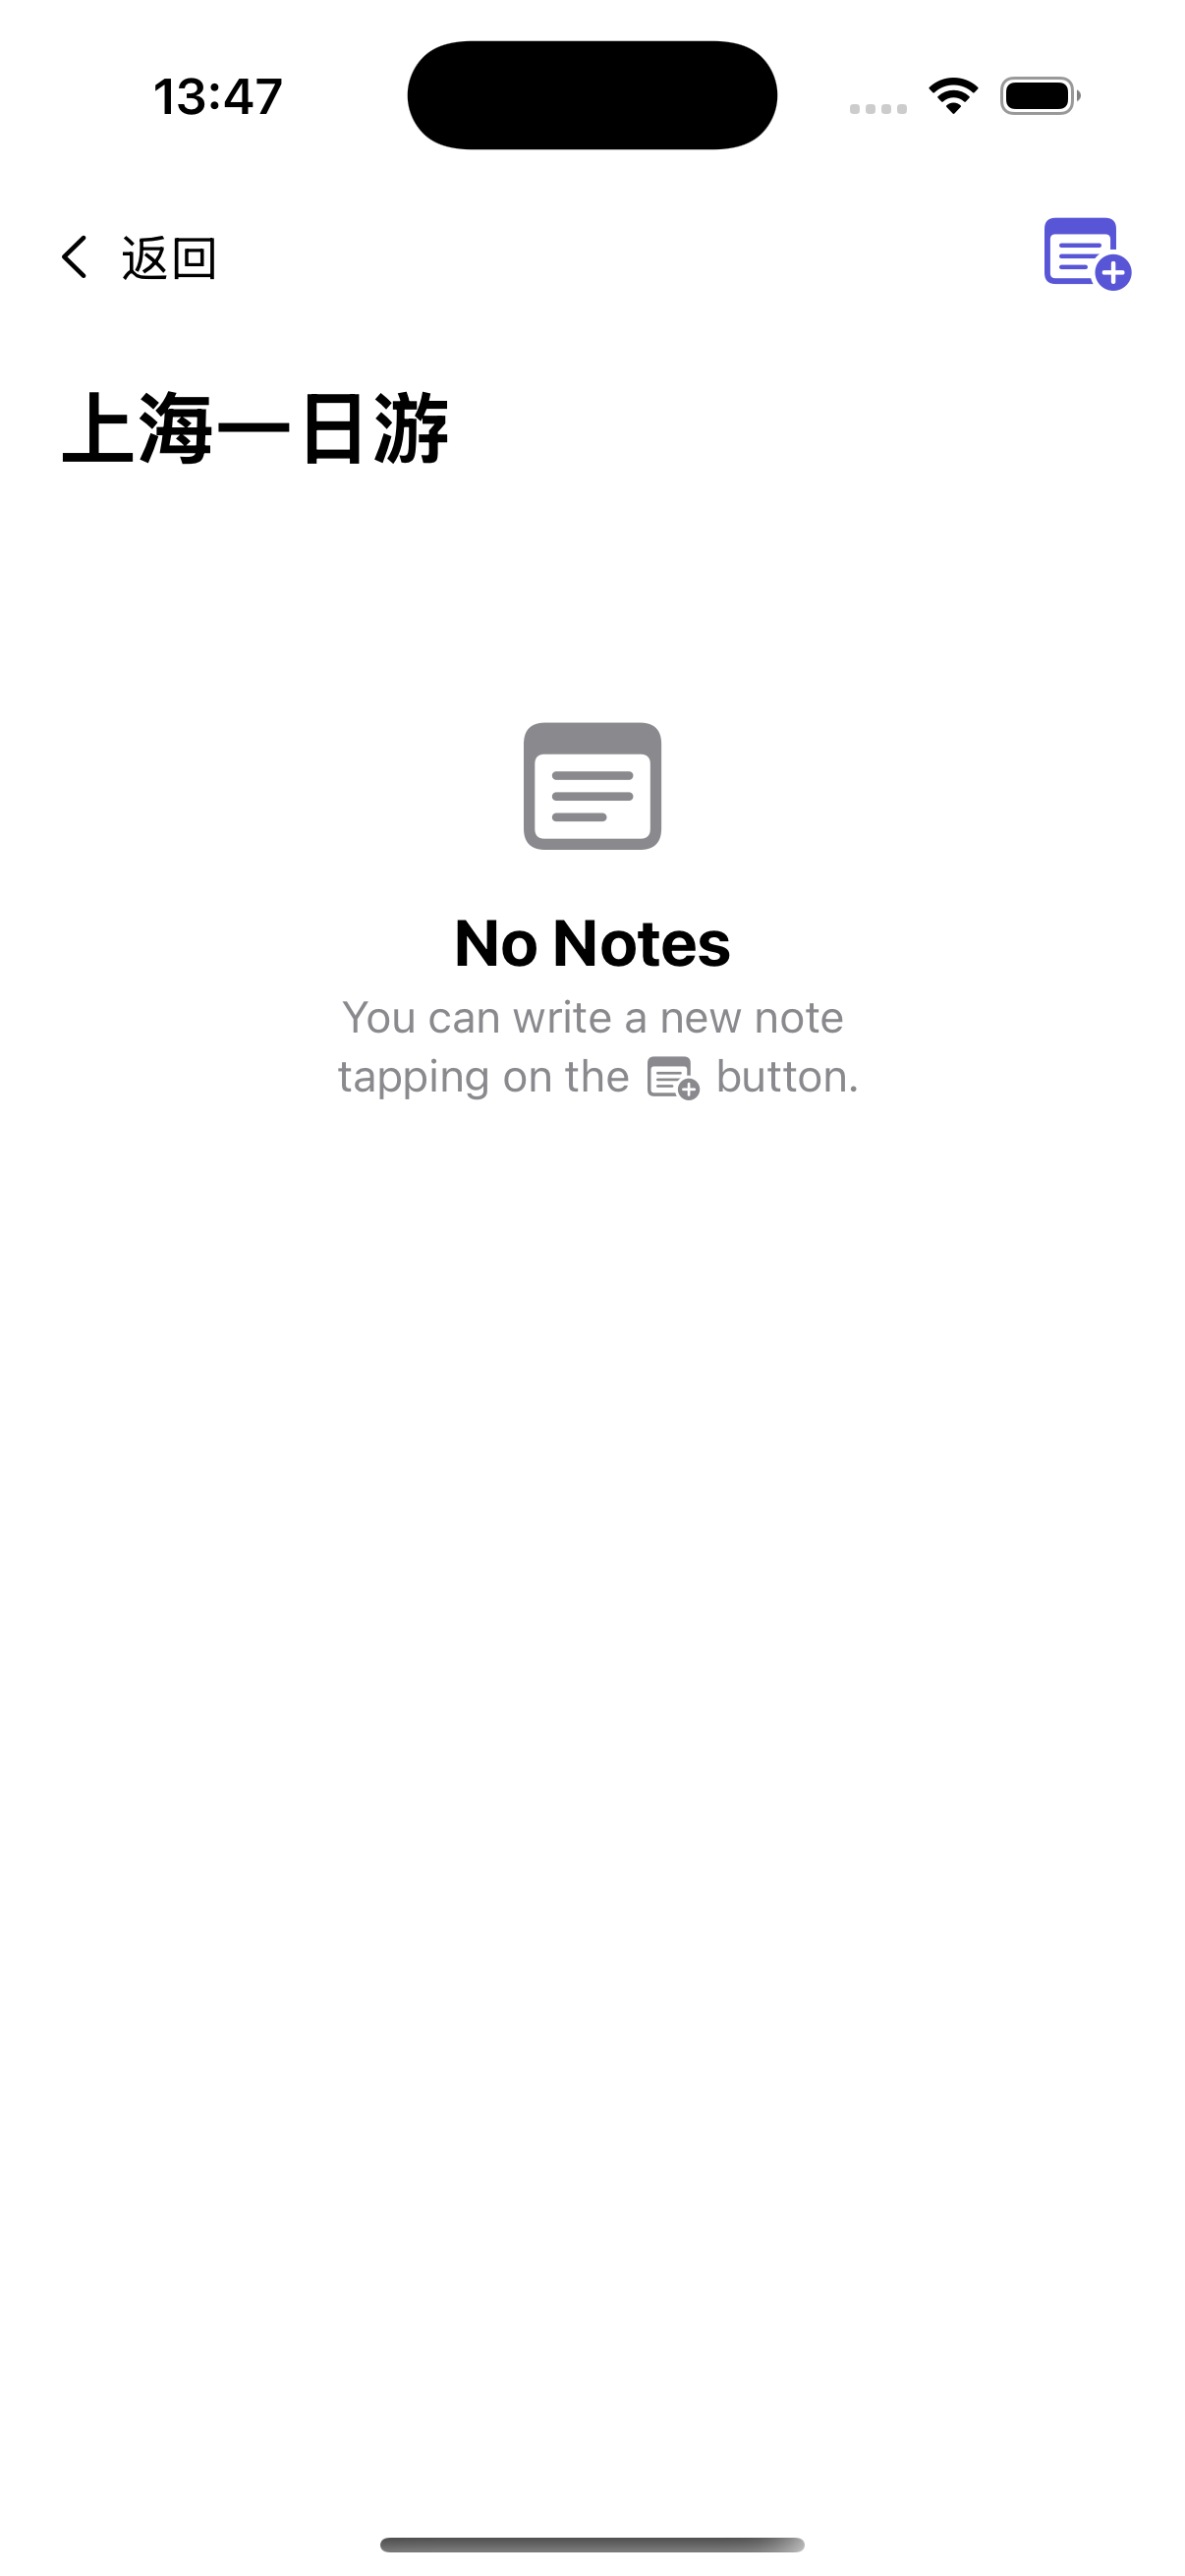 13:47
返回
上海一日游
No Notes
You can write a new note
tapping on the button.